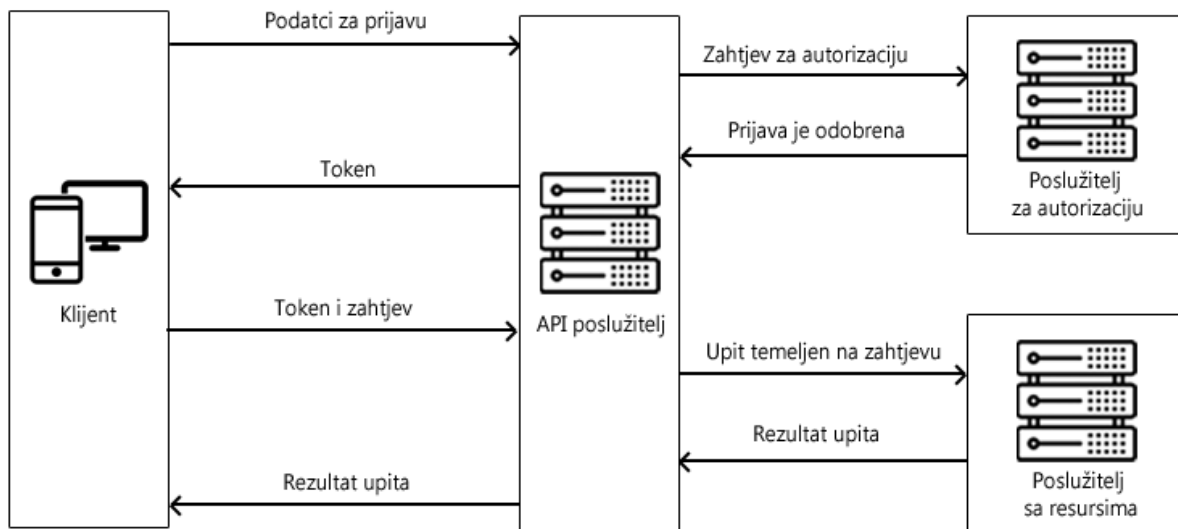 Podatci za prijavu
Zahtjev za autorizaciju
Prijava je odobrena
Token
Poslužitelj
za autorizaciju
Klijent
Token i zahtjev
API poslužitelj
Upit temeljen na zahtjevu
Rezultat upita
Rezultat upita
Poslužitelj
sa resursima